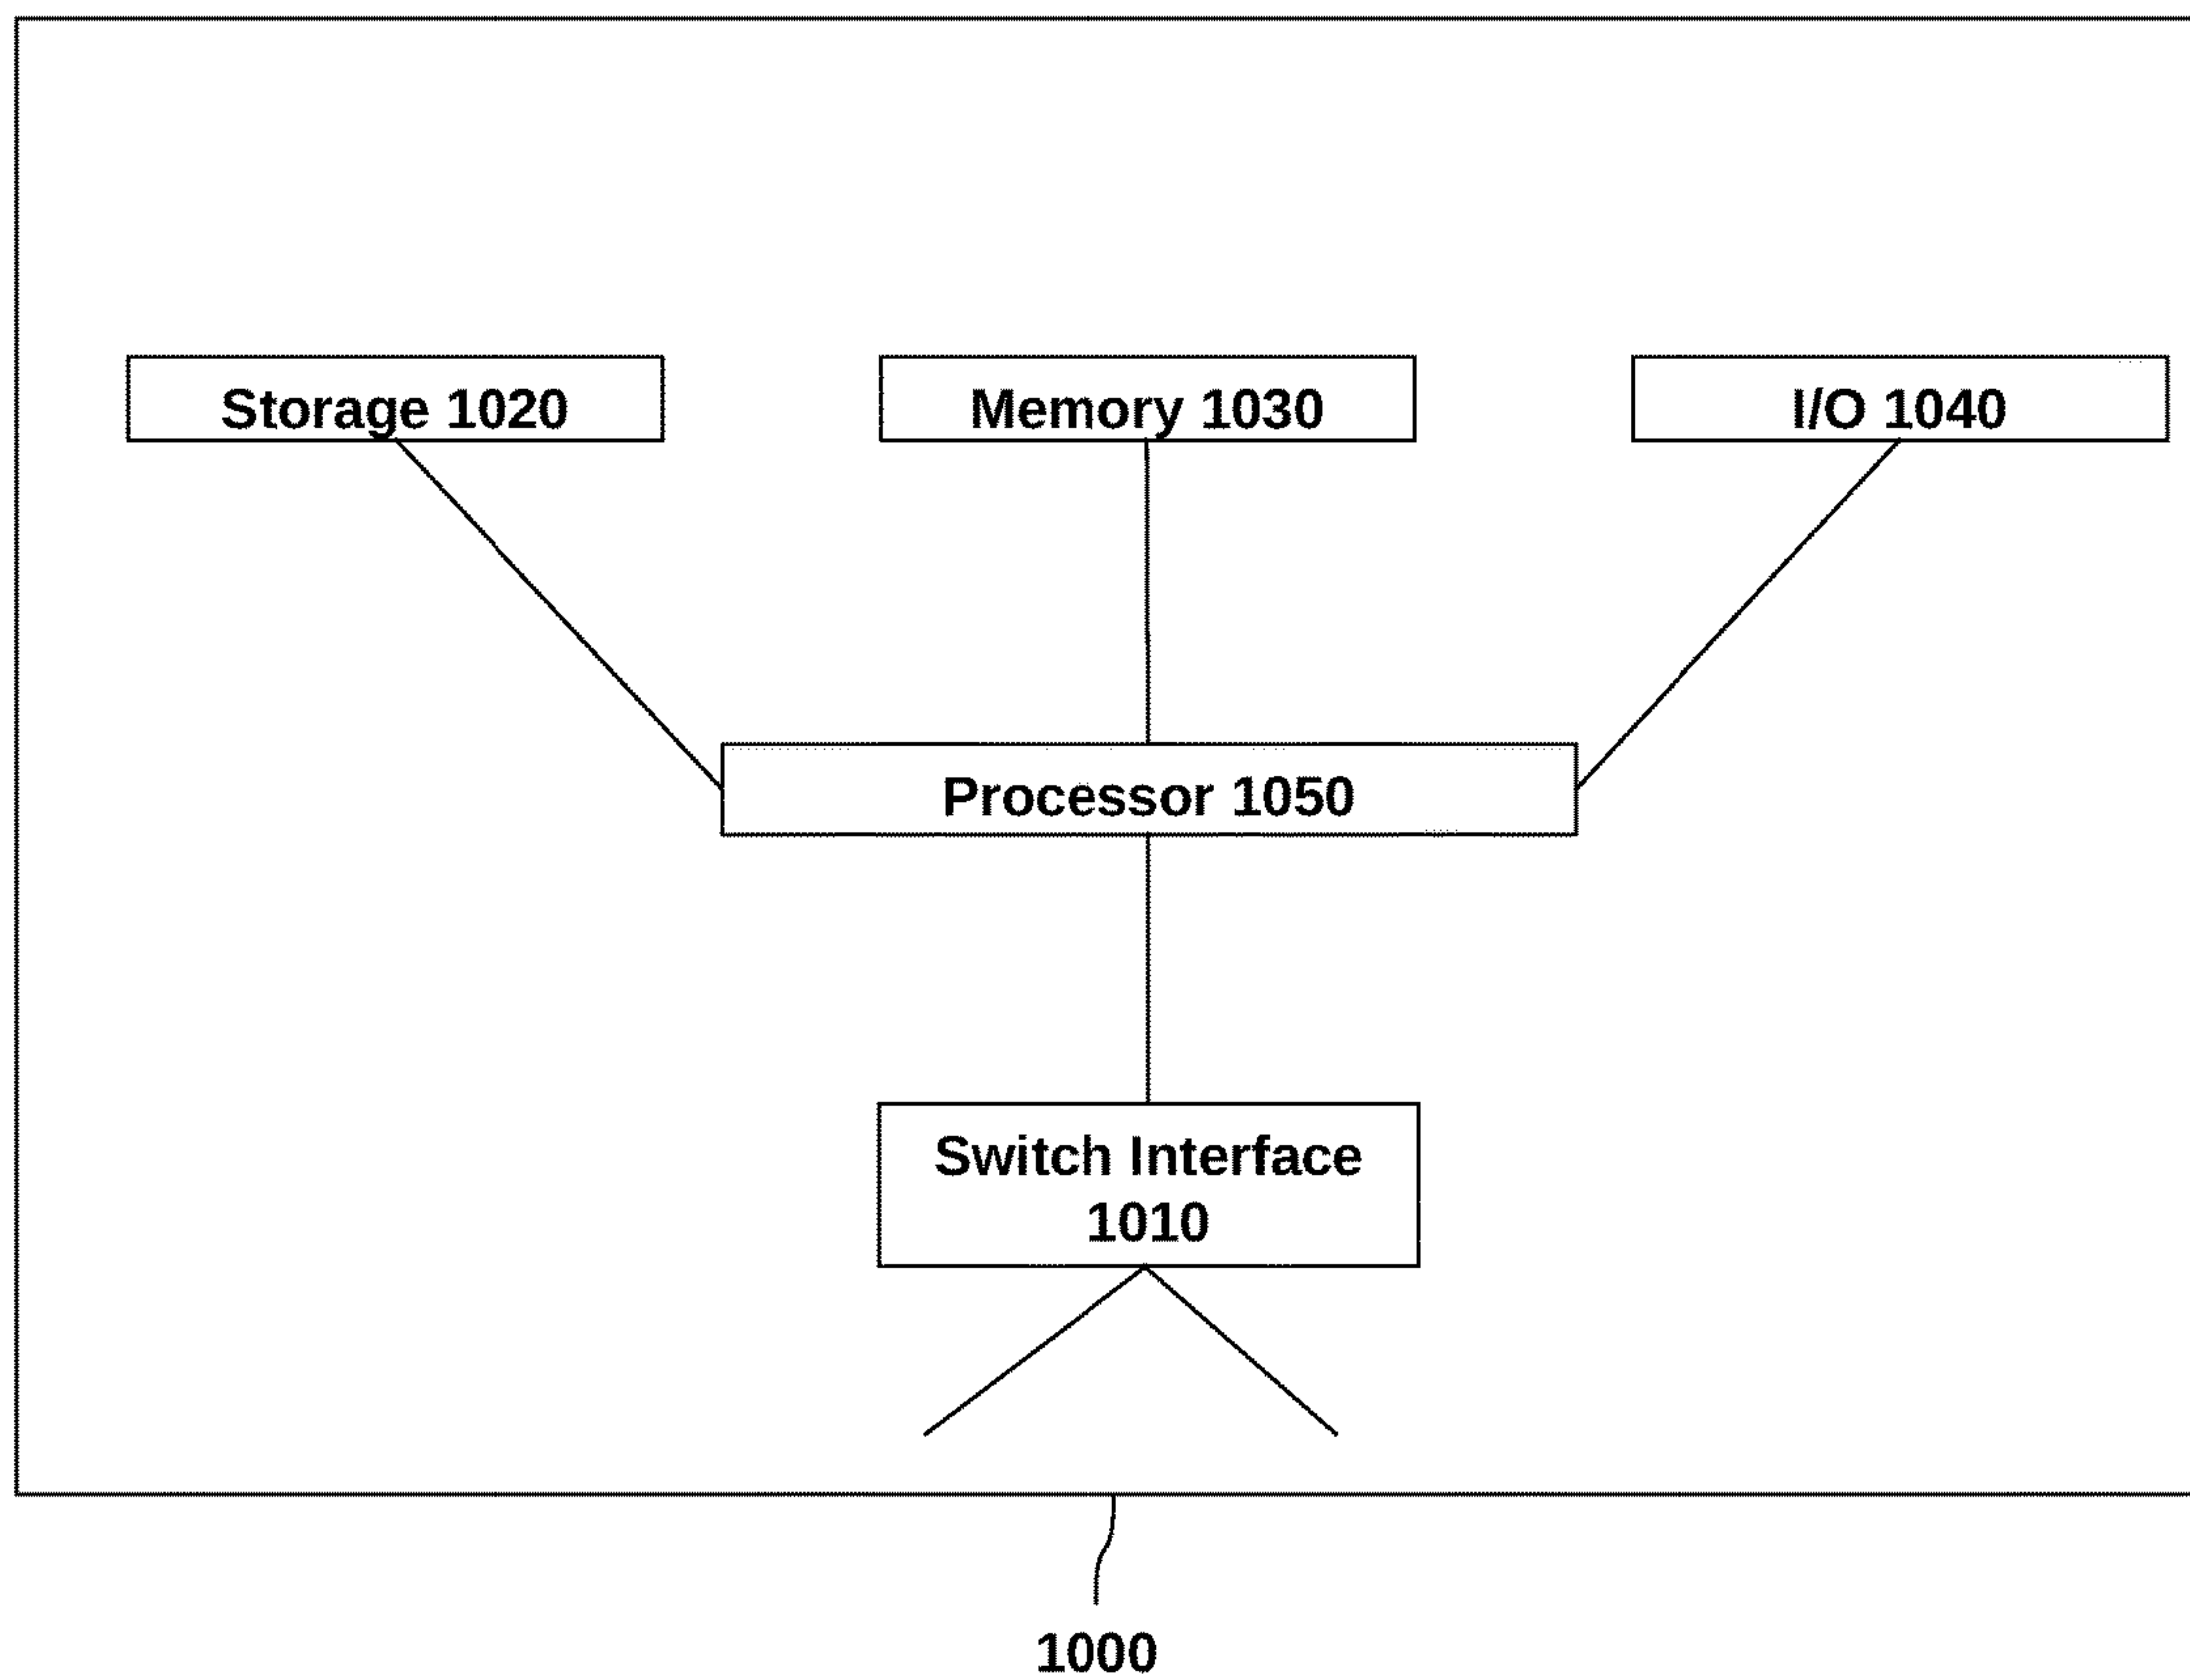 Storage 1020
Memory 1030
I/O 1040
Processor 1050
Switch Interface
1010
1000